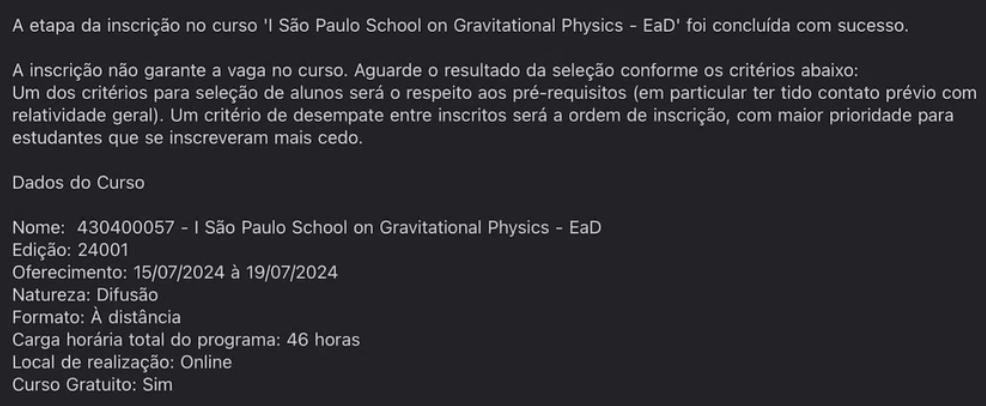 A etapa da inscrição no curso 'I São Paulo School on Gravitational Physics - EaD' foi concluída com sucesso.
A inscrição não garante a vaga no curso. Aguarde o resultado da seleção conforme os critérios abaixo:
Um dos critérios para seleção de alunos será o respeito aos pré-requisitos (em particular ter tido contato prévio com
relatividade geral). Um critério de desempate entre inscritos será a ordem de inscrição, com maior prioridade para
estudantes que se inscreveram mais cedo.
Dados do Curso
Nome:  430400057 - I São Paulo School on Gravitational Physics - EaD
Edição: 24001
Oferecimento: 15/07/2024 à 19/07/2024
Natureza: Difusão
Formato: À distância
Carga horária total do programa: 46 horas
Local de realização: Online
Curso Gratuito: Sim